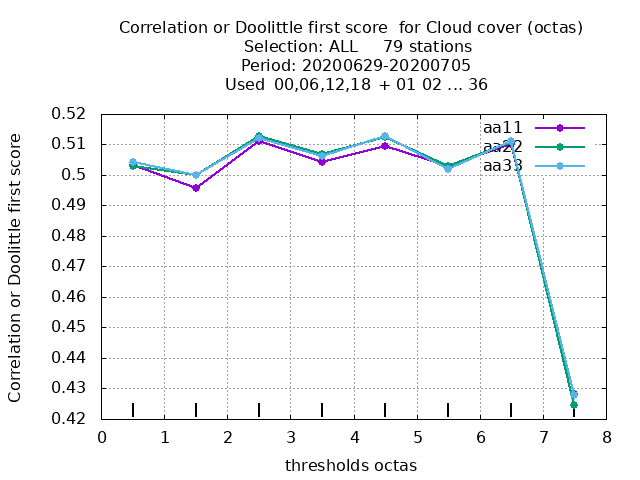 Correlation or Doolittle first score  for Cloud cover (octas)
Selection: ALL     79 stations
Period: 20200629-20200705
Used  00,06,12,18  + 01 02 ... 36
Correlation or Doolittle first score
0.52
0.51
0.5
0.49
0.48
0.47
0.46
0.45
0.44
0.43
0.42
aa11
aa22
aa33
0 1 2 3 4 5 6 7 8
thresholds octas